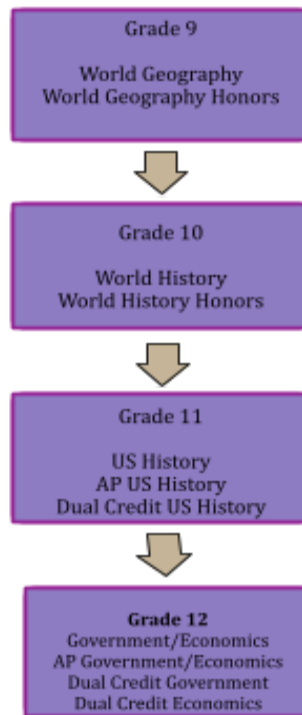 Grade 9
World Geography
World Geography Honors
Grade 10
World History
World History Honors
Grade 11
US History
AP US History
Dual Credit US History
Grade 12
Government/Economics
AP Government/Economics
Dual Credit Government
Dual Credit Economics